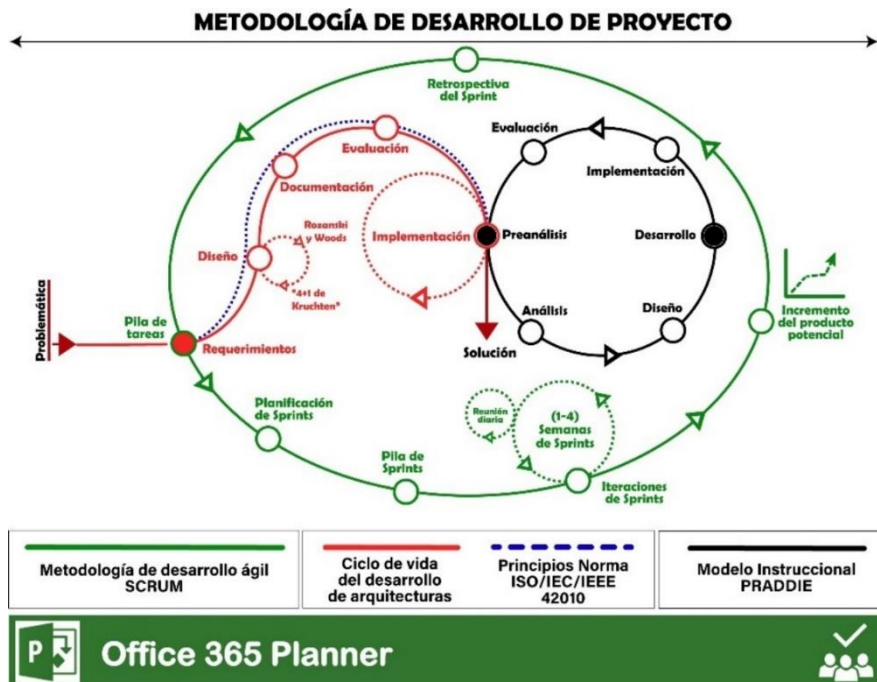 METODOLOGÍA DE DESARROLLO DE PROYECTO
Retrospectiva
del Sprint
Evaluación
Documentación
Rozanski
y Woods
Diseño
"4+1 de
Kruchten"
Implementación
Evaluación
Implementación
Preanálisis
Desarrollo
Análisis
Diseño
Solución
Problemática
Pila de
tareas
Requerimientos
Incremento
del producto
potencial
Planificación
de Sprints
Pila de
Sprints
Reunión
diaria
(1-4)
Semanas
de Sprints
Iteraciones
de Sprints
Metodología de desarrollo ágil
SCRUM
Ciclo de vida
del desarrollo
de arquitecturas
Principios Norma
ISO/IEC/IEEE
42010
Modelo Instruccional
PRADDIE
P
Office 365 Planner